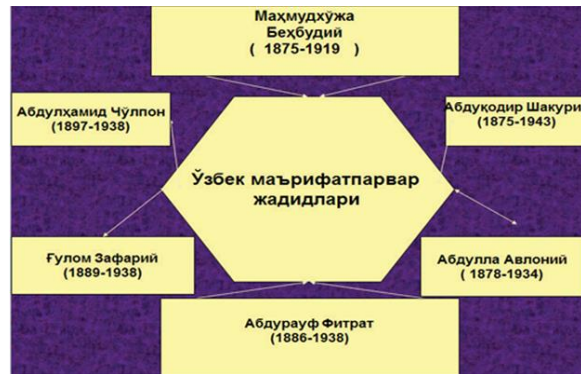 Маҳмудхўжа
Беҳбудий
( 1875-1919 )
Абдулҳамид Чўлпон
(1897-1938)
Абдуқодир Шакури
(1875-1943)
Ўзбек маърифатпарвар
жадидлари
Ғулом Зафарий
(1889-1938)
Абдулла Авлоний
( 1878-1934)
Абдурауф Фитрат
(1886-1938)